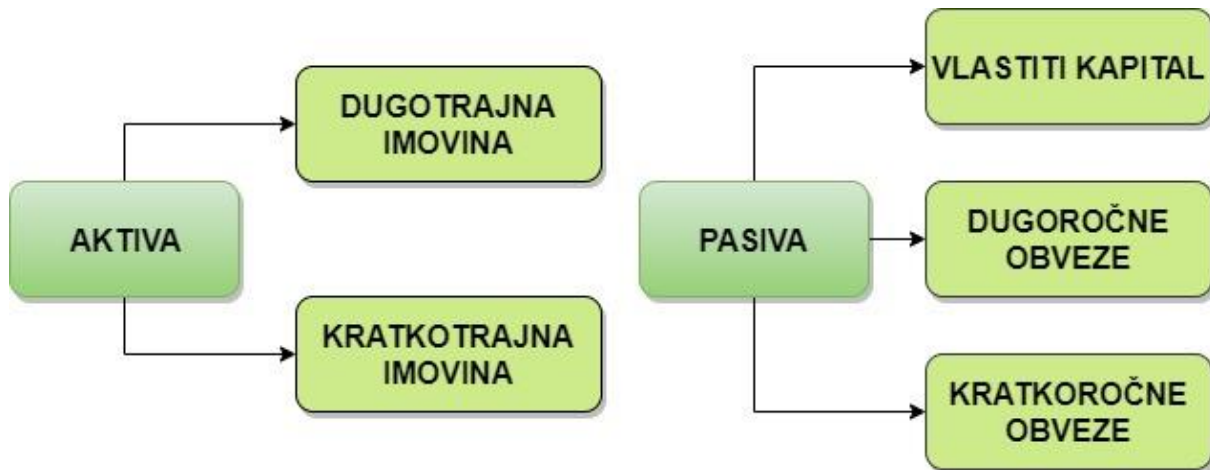 AKTIVA
DUGOTRAJNA
IMOVINA
KRATKOTRAJNA
IMOVINA
PASIVA
VLASTITI KAPITAL
DUGOROČNE
OBVEZE
KRATKOROČNE
OBVEZE